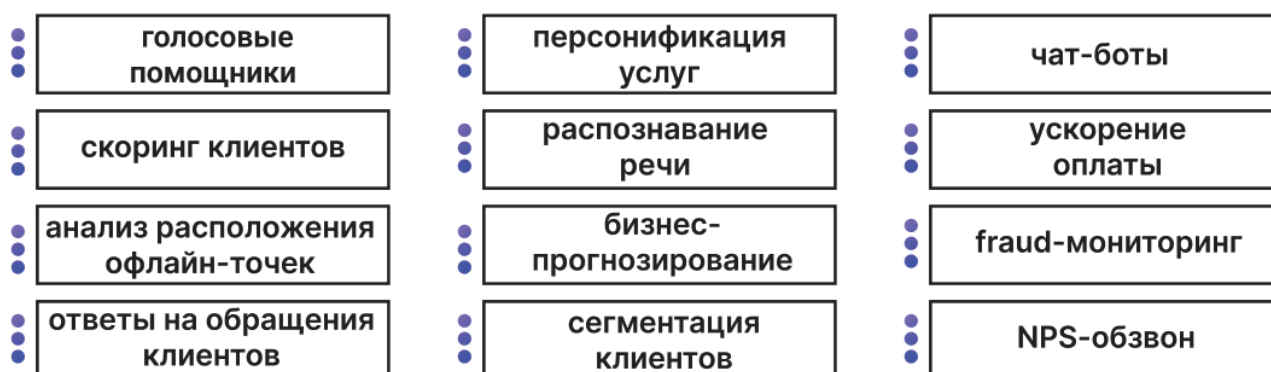 голосовые
помощники
персонификация
услуг
чат-боты
скоринг клиентов
распознавание
речи
ускорение
оплаты
анализ расположения
офлайн-точек
бизнес-
прогнозирование
fraud-мониторинг
ответы на обращения
клиентов
сегментация
клиентов
NPS-обзвон